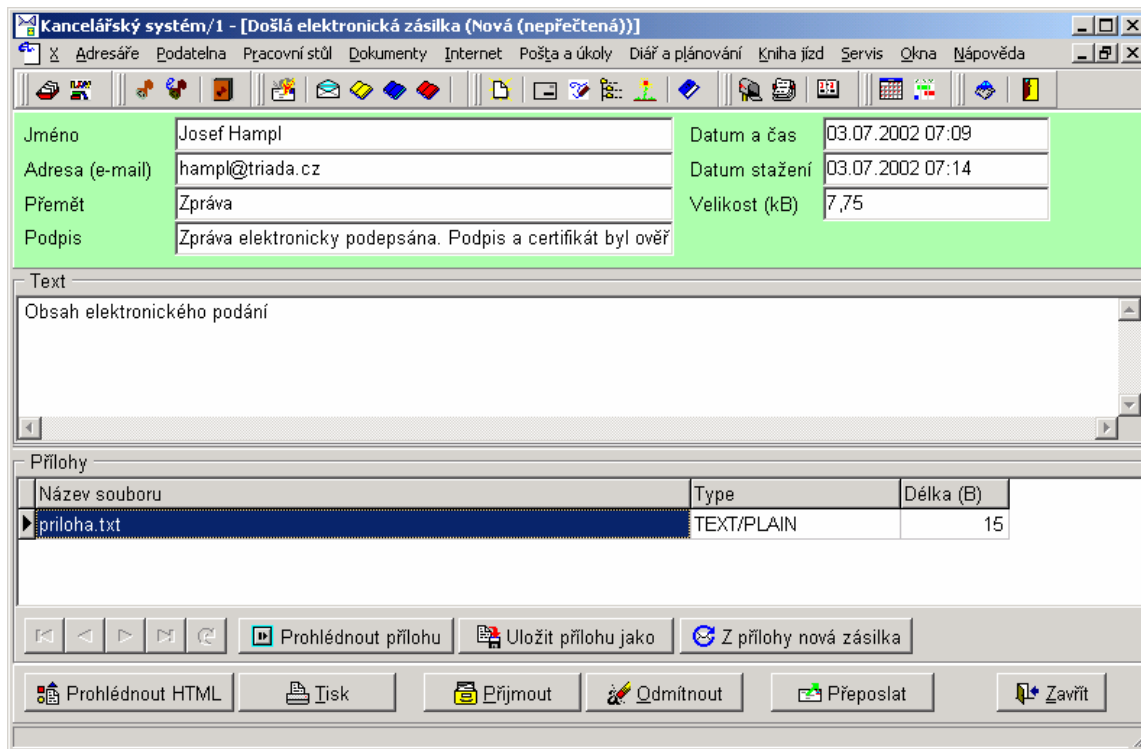 Kancelářský systém/1 - [Došlá elektronická zásilka (Nová (nepřečtená))]
X Adresáře Podatelna Pracovní stůl Dokumenty Internet Pošta a úkoly Diář a plánování Kniha jízd Servis Okna Nápověda
Jméno Josef Hampl Datum a čas 03.07.2002 07:09
Adresa (e-mail) hampl@triada.cz Datum stažení 03.07.2002 07:14
Přemět Zpráva Velikost (kB) 7,75
Podpis Zpráva elektronicky podepsána. Podpis a certifikát byl ověř
Text
Obsah elektronického podání
Přílohy
Název souboru Type Délka (B)
priloha.txt TEXT/PLAIN 15
Prohlédnout přílohu Uložit přílohu jako Z přílohy nová zásilka
Prohlédnout HTML Tisk Přijmout Odmítnout Přeposlat Zavřít